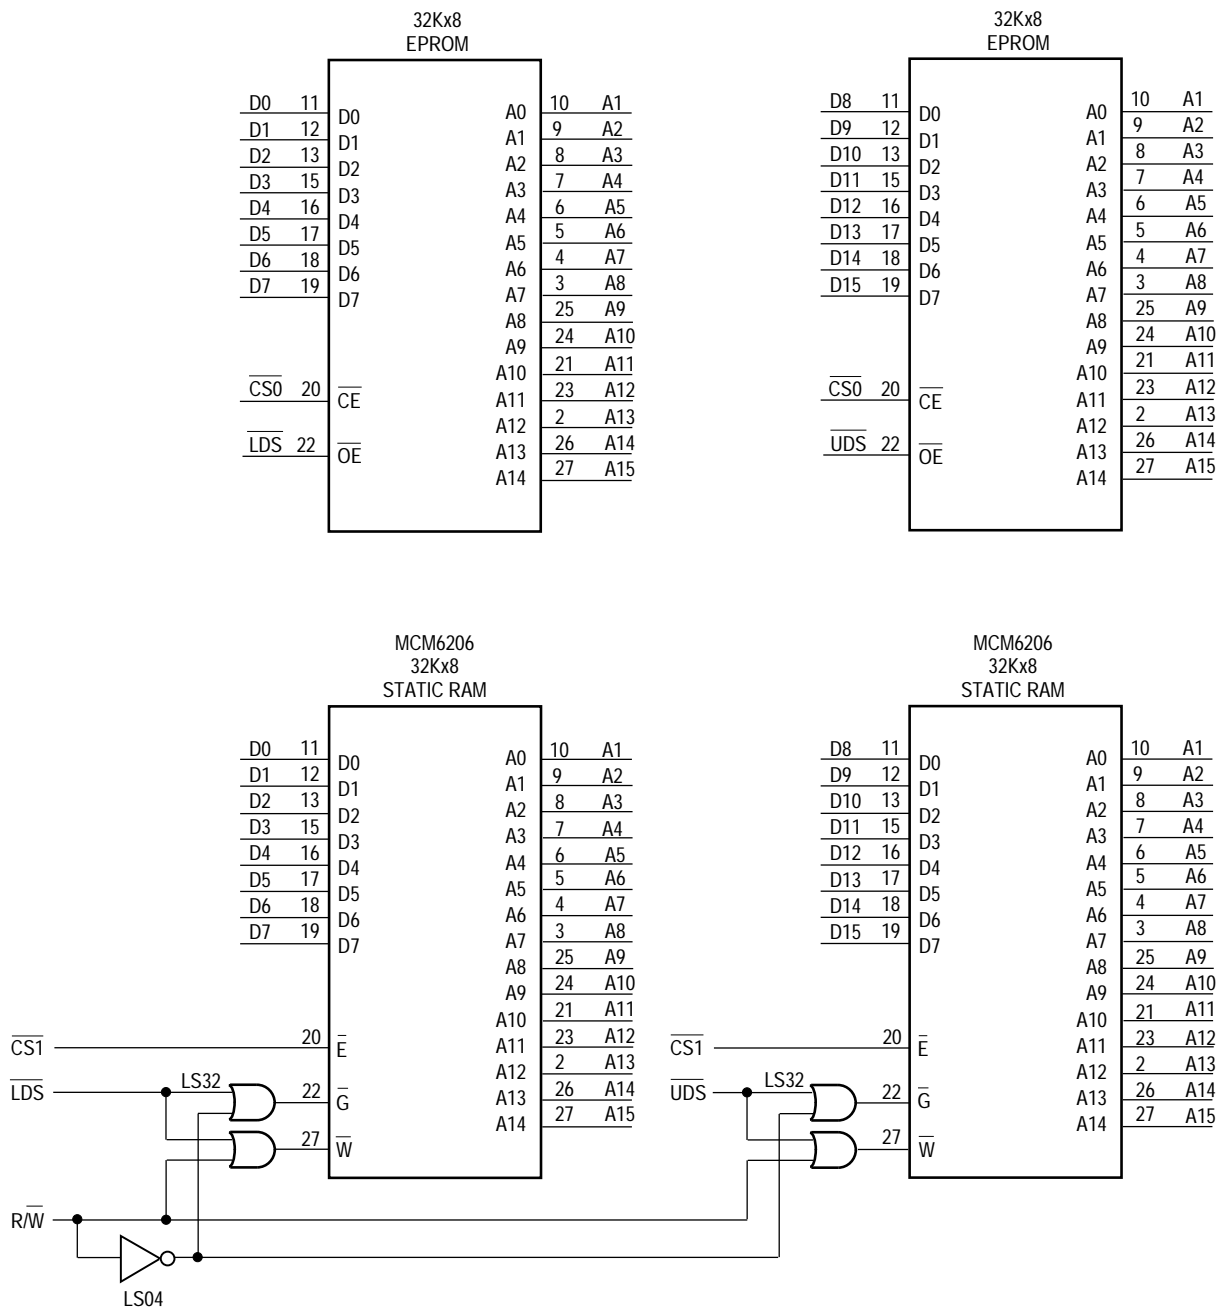 32Kx8
EPROM
D0 11 D0
D1 12 D1
D2 13 D2
D3 15 D3
D4 16 D4
D5 17 D5
D6 18 D6
D7 19 D7
CS0 20 CE
LDS 22 OE
A0 10 A1
A1 9 A2
A2 8 A3
A3 7 A4
A4 6 A5
A5 5 A6
A6 4 A7
A7 3 A8
A8 25 A9
A9 24 A10
A10 21 A11
A11 23 A12
A12 2 A13
A13 26 A14
A14 27 A15
32Kx8
EPROM
D8 11 D0
D9 12 D1
D10 13 D2
D11 15 D3
D12 16 D4
D13 17 D5
D14 18 D6
D15 19 D7
CS0 20 CE
UDS 22 OE
A0 10 A1
A1 9 A2
A2 8 A3
A3 7 A4
A4 6 A5
A5 5 A6
A6 4 A7
A7 3 A8
A8 25 A9
A9 24 A10
A10 21 A11
A11 23 A12
A12 2 A13
A13 26 A14
A14 27 A15
MCM6206
32Kx8
STATIC RAM
D0 11 D0
D1 12 D1
D2 13 D2
D3 15 D3
D4 16 D4
D5 17 D5
D6 18 D6
D7 19 D7
CS1 20 E
LDS LS32 22 G
27 W
R/W
LS04
A0 10 A1
A1 9 A2
A2 8 A3
A3 7 A4
A4 6 A5
A5 5 A6
A6 4 A7
A7 3 A8
A8 25 A9
A9 24 A10
A10 21 A11
A11 23 A12
A12 2 A13
A13 26 A14
A14 27 A15
MCM6206
32Kx8
STATIC RAM
D8 11 D0
D9 12 D1
D10 13 D2
D11 15 D3
D12 16 D4
D13 17 D5
D14 18 D6
D15 19 D7
CS1 20 E
UDS LS32 22 G
27 W
A0 10 A1
A1 9 A2
A2 8 A3
A3 7 A4
A4 6 A5
A5 5 A6
A6 4 A7
A7 3 A8
A8 25 A9
A9 24 A10
A10 21 A11
A11 23 A12
A12 2 A13
A13 26 A14
A14 27 A15